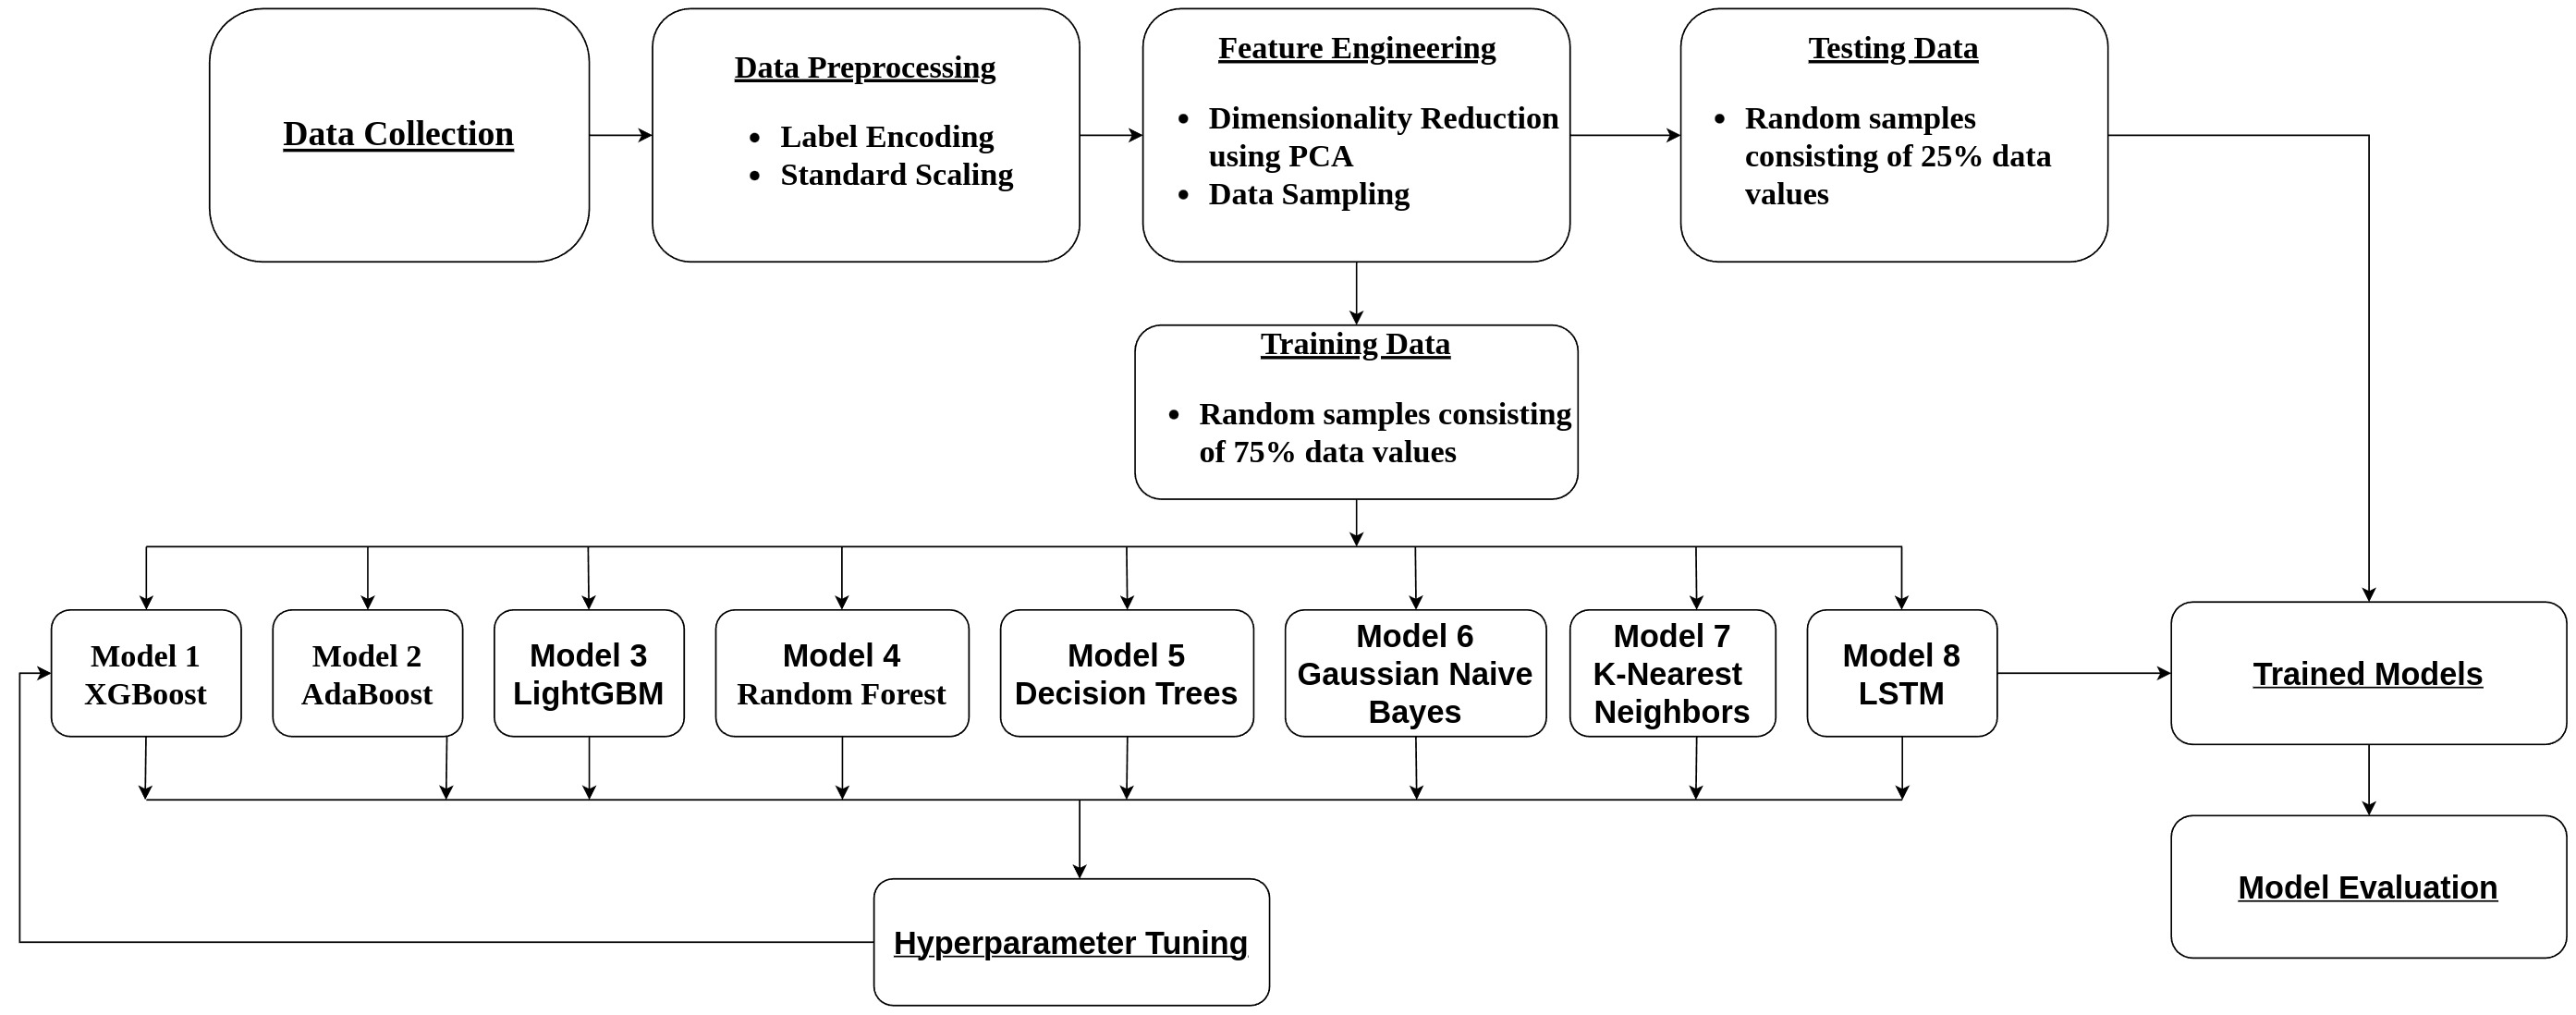 Data Collection
Data Preprocessing
• Label Encoding
• Standard Scaling
Feature Engineering
• Dimensionality Reduction
using PCA
• Data Sampling
Testing Data
• Random samples
consisting of 25% data
values
Training Data
• Random samples consisting
of 75% data values
Model 1
XGBoost
Model 2
AdaBoost
Model 3
LightGBM
Model 4
Random Forest
Model 5
Decision Trees
Model 6
Gaussian Naive
Bayes
Model 7
K-Nearest
Neighbors
Model 8
LSTM
Trained Models
Model Evaluation
Hyperparameter Tuning